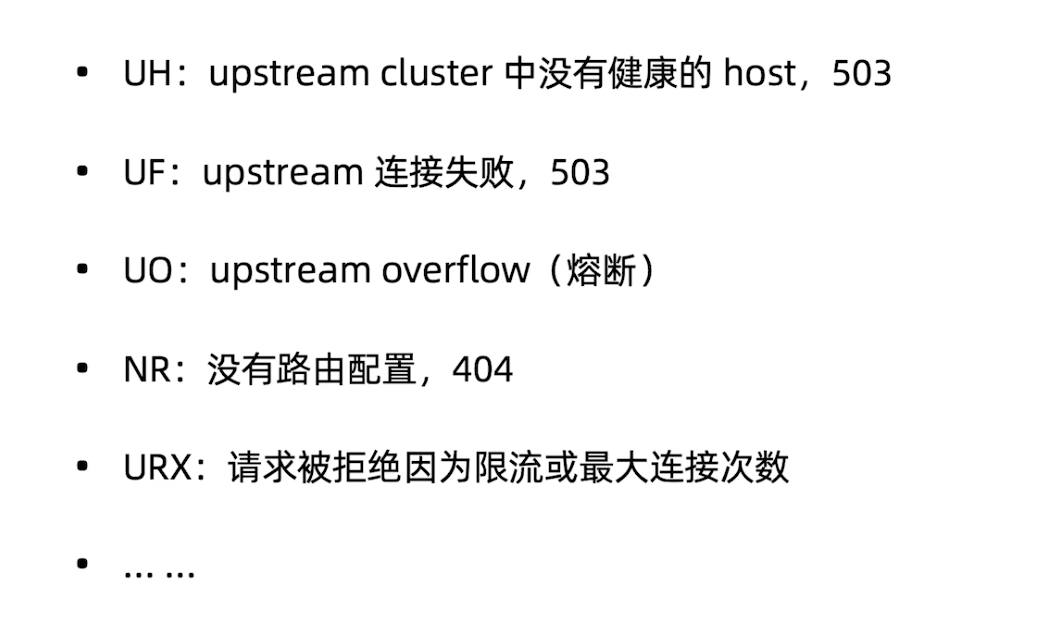 • UH：upstream cluster 中没有健康的 host，503
• UF：upstream 连接失败，503
• UO：upstream overflow（熔断）
• NR：没有路由配置，404
• URX：请求被拒绝因为限流或最大连接次数
• ... ...